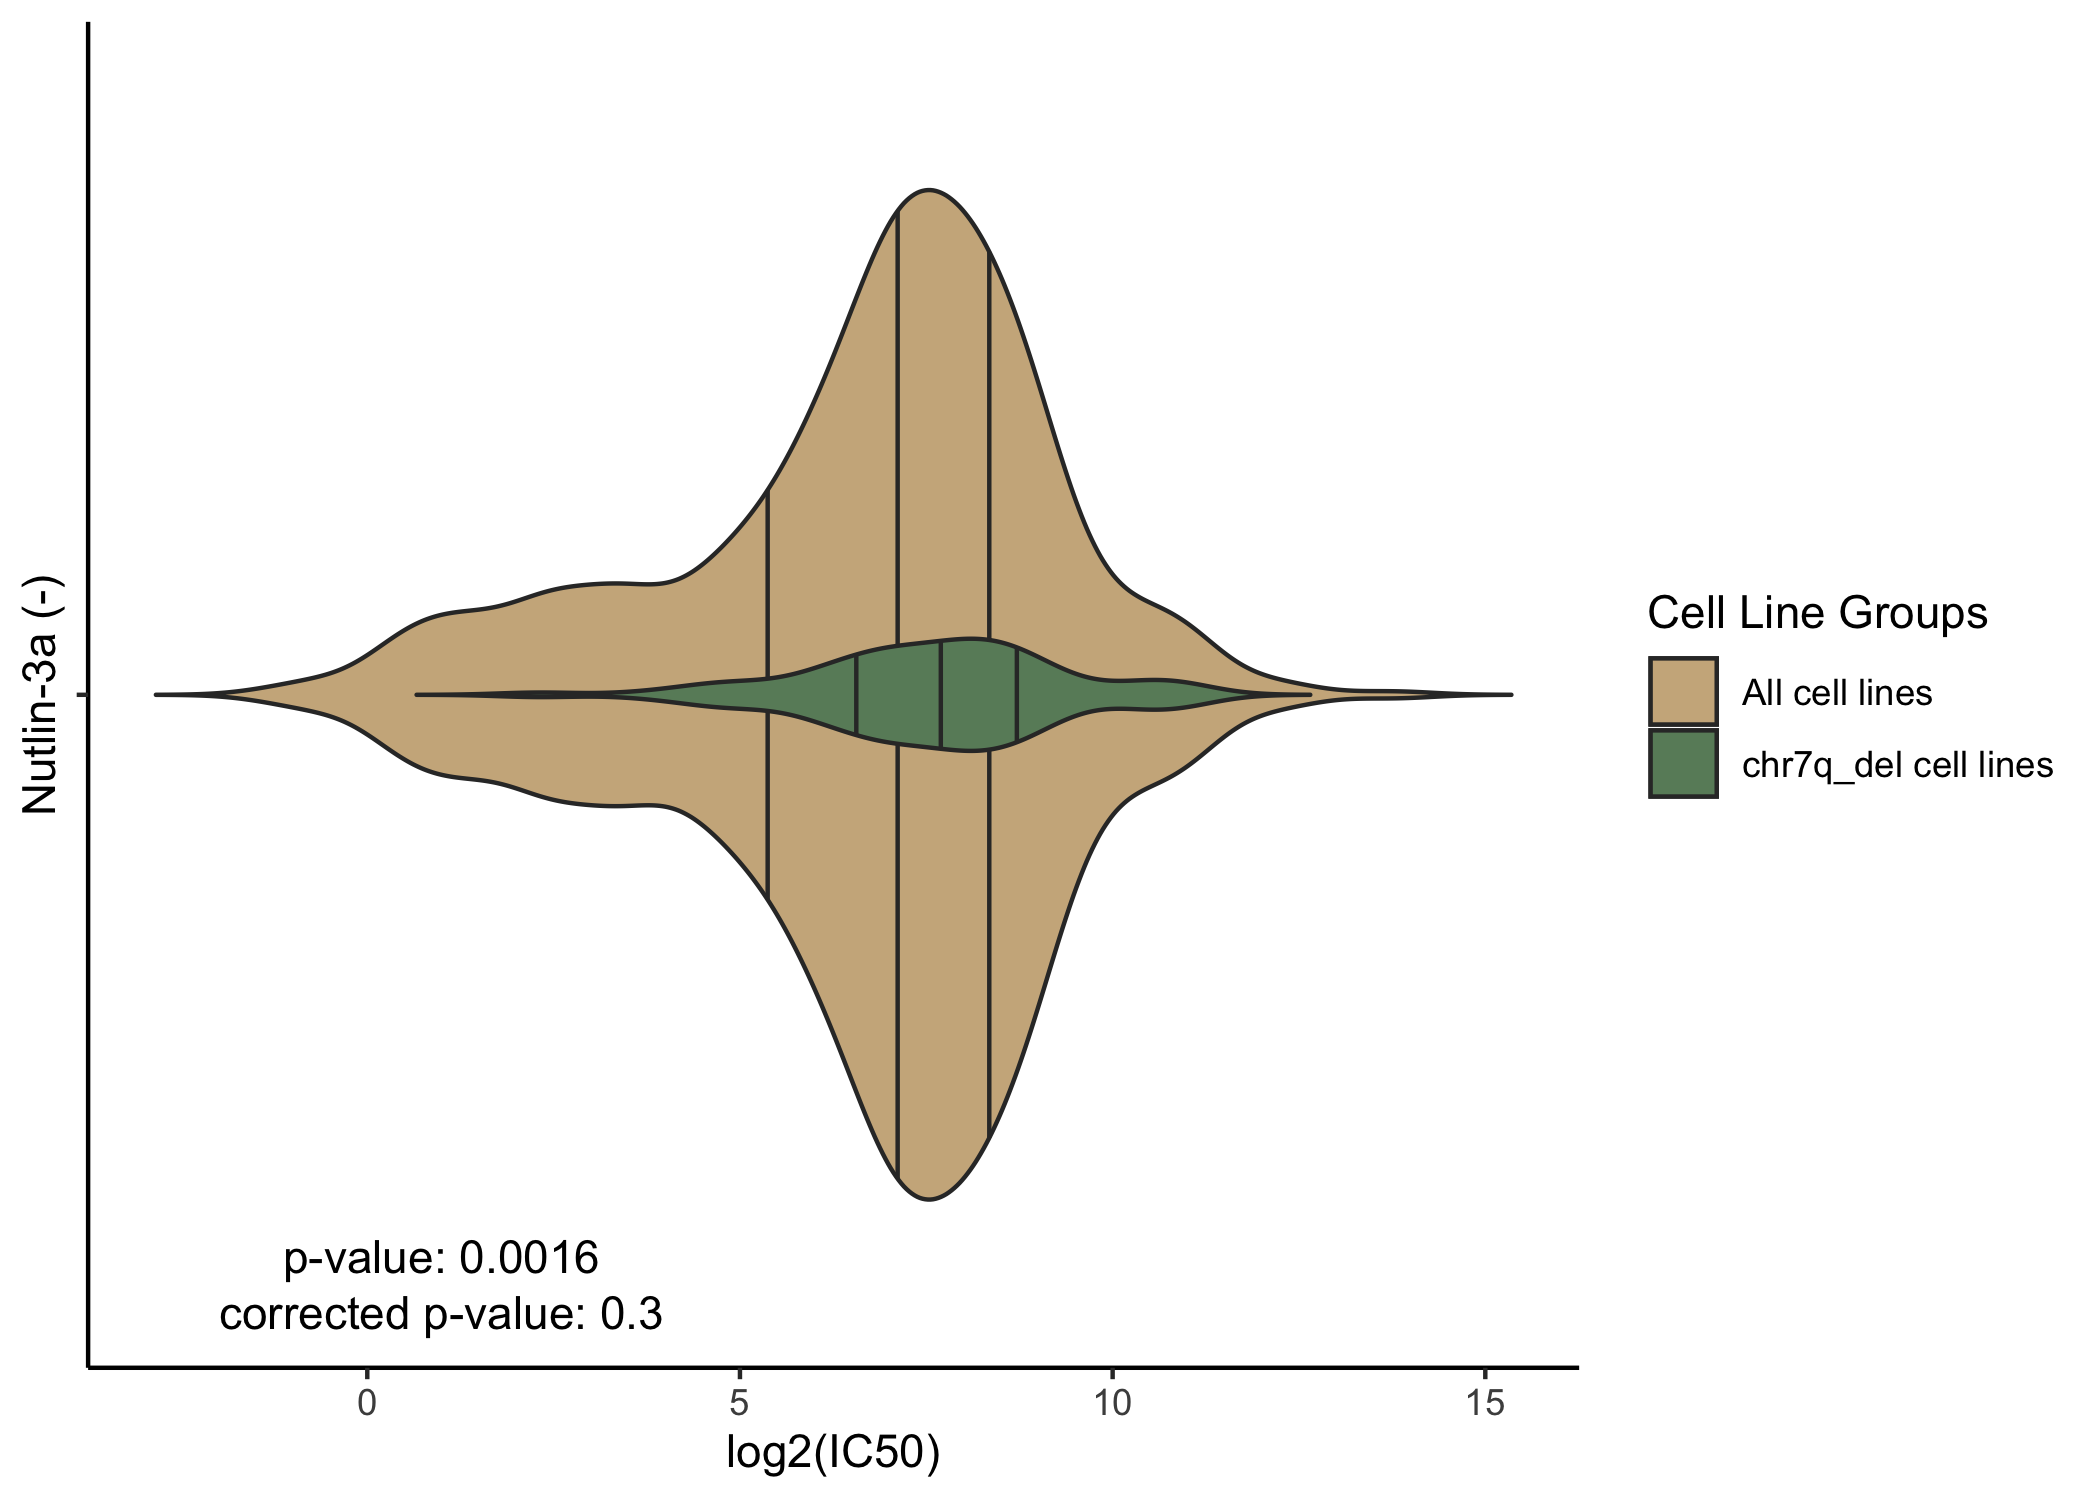 Nutlin-3a (-)
Cell Line Groups
All cell lines
chr7q_del cell lines
p-value: 0.0016
corrected p-value: 0.3
0
5
10
15
log2(IC50)